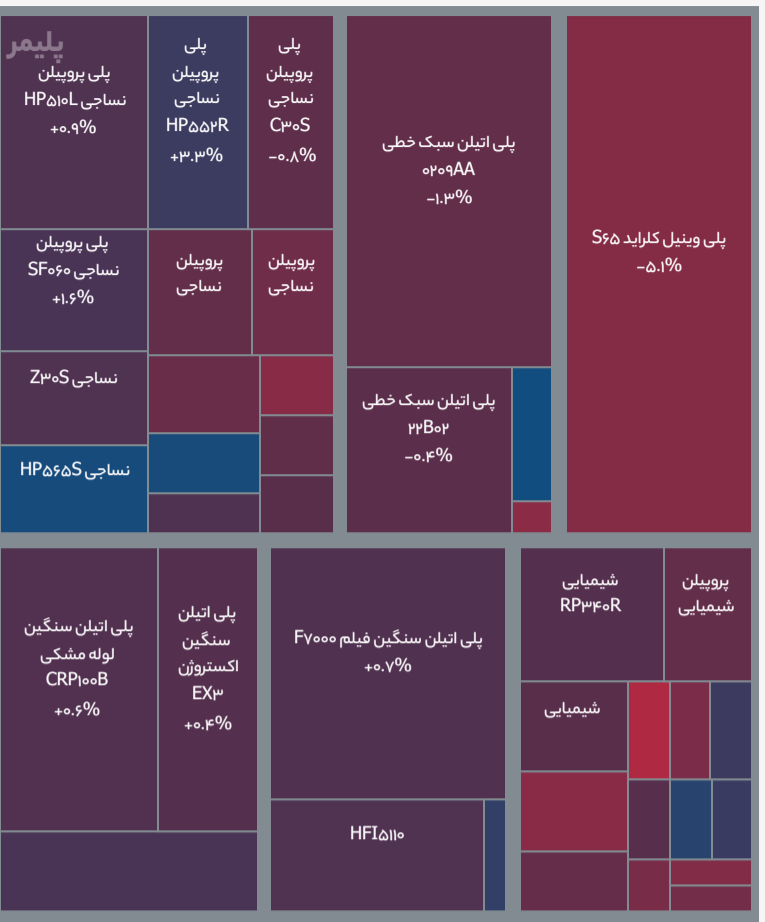 پلیمر
پلی پروپیلن
نساجی HP۵۱۰L
+۰.۹%
پلی
پروپیلن
نساجی
HP۵۵۲R
+۳.۳%
پلی
پروپیلن
نساجی
C۳۰S
-۰.۸%
پلی اتیلن سبک خطی
۰۲۰۹AA
-۱.۳%
پلی وینیل کلراید S۶۵
-۵.۱%
پلی پروپیلن
نساجی SF۰۶۰
+۱.۶%
پروپیلن
نساجی
پروپیلن
نساجی
نساجی Z۳۰S
نساجی HP۵۶۵S
پلی اتیلن سبک خطی
۲۲B۰۲
-۰.۴%
پلی اتیلن سنگین
لوله مشکی
CRP۱۰۰B
+۰.۶%
پلی اتیلن
سنگین
اکستروژن
EX۳
+۰.۴%
پلی اتیلن سنگین فیلم F۷۰۰۰
+۰.۷%
HFI۵۱۱۰
شیمیایی
RP۳۴۰R
پروپیلن
شیمیایی
شیمیایی